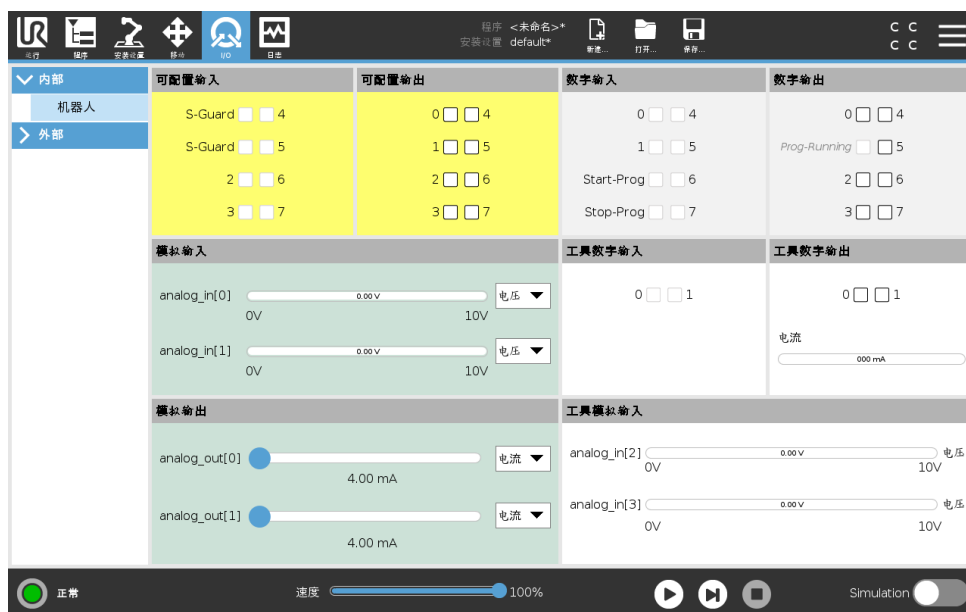 UR
程序 <未命名>*
安装设置 default*
运行 程序 安装设置 移动 I/O 日志 新建... 打开... 保存...
C C
C C
内部
机器人
外部
可配置输入
S-Guard 4
S-Guard 5
2 6
3 7
可配置输出
0 4
1 5
2 6
3 7
数字输入
0 4
1 5
Start-Prog 6
Stop-Prog 7
数字输出
0 4
Prog-Running 5
2 6
3 7
模拟输入
analog_in[0] 0.00 V 电压
0V 10V
analog_in[1] 0.00 V 电压
0V 10V
工具数字输入
0 1
工具数字输出
0 1
电流
000 mA
模拟输出
analog_out[0] 电流
4.00 mA
analog_out[1] 电流
4.00 mA
工具模拟输入
analog_in[2] 0.00 V 电压
0V 10V
analog_in[3] 0.00 V 电压
0V 10V
正常 速度 100% Simulation